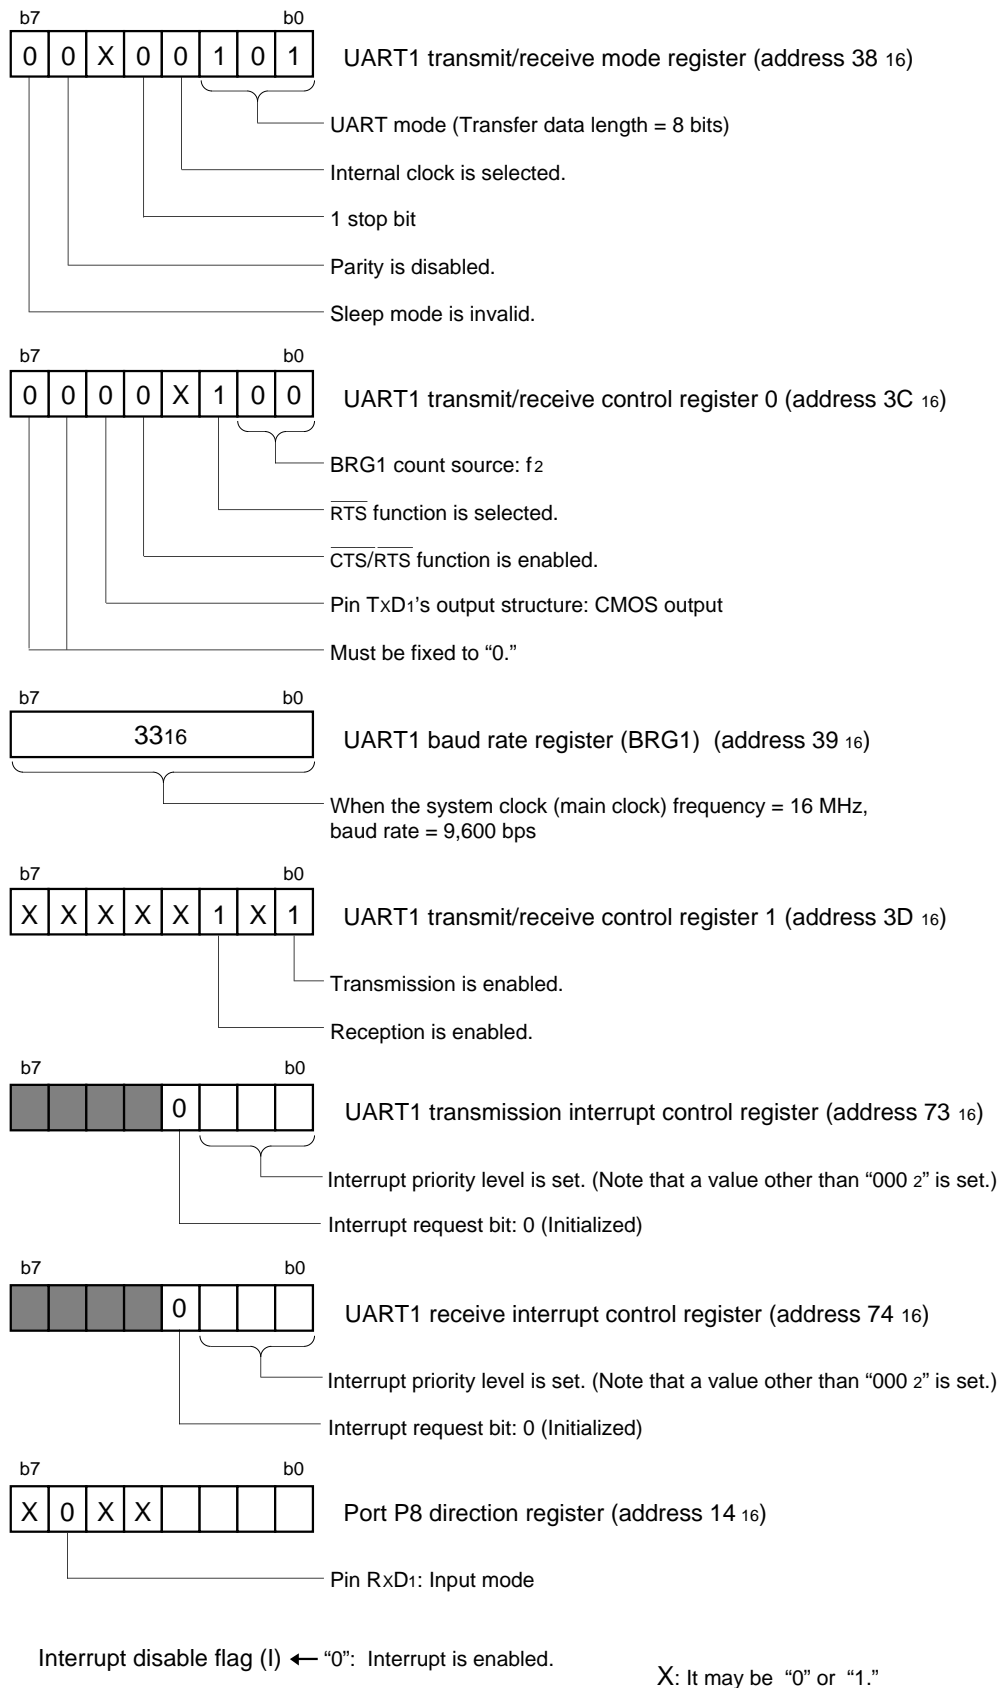 b7 b0
0 0 X 0 0 1 0 1 UART1 transmit/receive mode register (address 38 16)
UART mode (Transfer data length = 8 bits)
Internal clock is selected.
1 stop bit
Parity is disabled.
Sleep mode is invalid.
b7 b0
0 0 0 0 X 1 0 0 UART1 transmit/receive control register 0 (address 3C 16)
BRG1 count source: f2
RTS function is selected.
CTS/RTS function is enabled.
Pin TxD1's output structure: CMOS output
Must be fixed to “0.”
b7 b0
3316 UART1 baud rate register (BRG1) (address 39 16)
When the system clock (main clock) frequency = 16 MHz,
baud rate = 9,600 bps
b7 b0
X X X X X 1 X 1 UART1 transmit/receive control register 1 (address 3D 16)
Transmission is enabled.
Reception is enabled.
b7 b0
0 UART1 transmission interrupt control register (address 73 16)
Interrupt priority level is set. (Note that a value other than “000 2” is set.)
Interrupt request bit: 0 (Initialized)
b7 b0
0 UART1 receive interrupt control register (address 74 16)
Interrupt priority level is set. (Note that a value other than “000 2” is set.)
Interrupt request bit: 0 (Initialized)
b7 b0
X 0 X X Port P8 direction register (address 14 16)
Pin RxD1: Input mode
Interrupt disable flag (I) ← “0”: Interrupt is enabled.
X: It may be “0” or “1.”